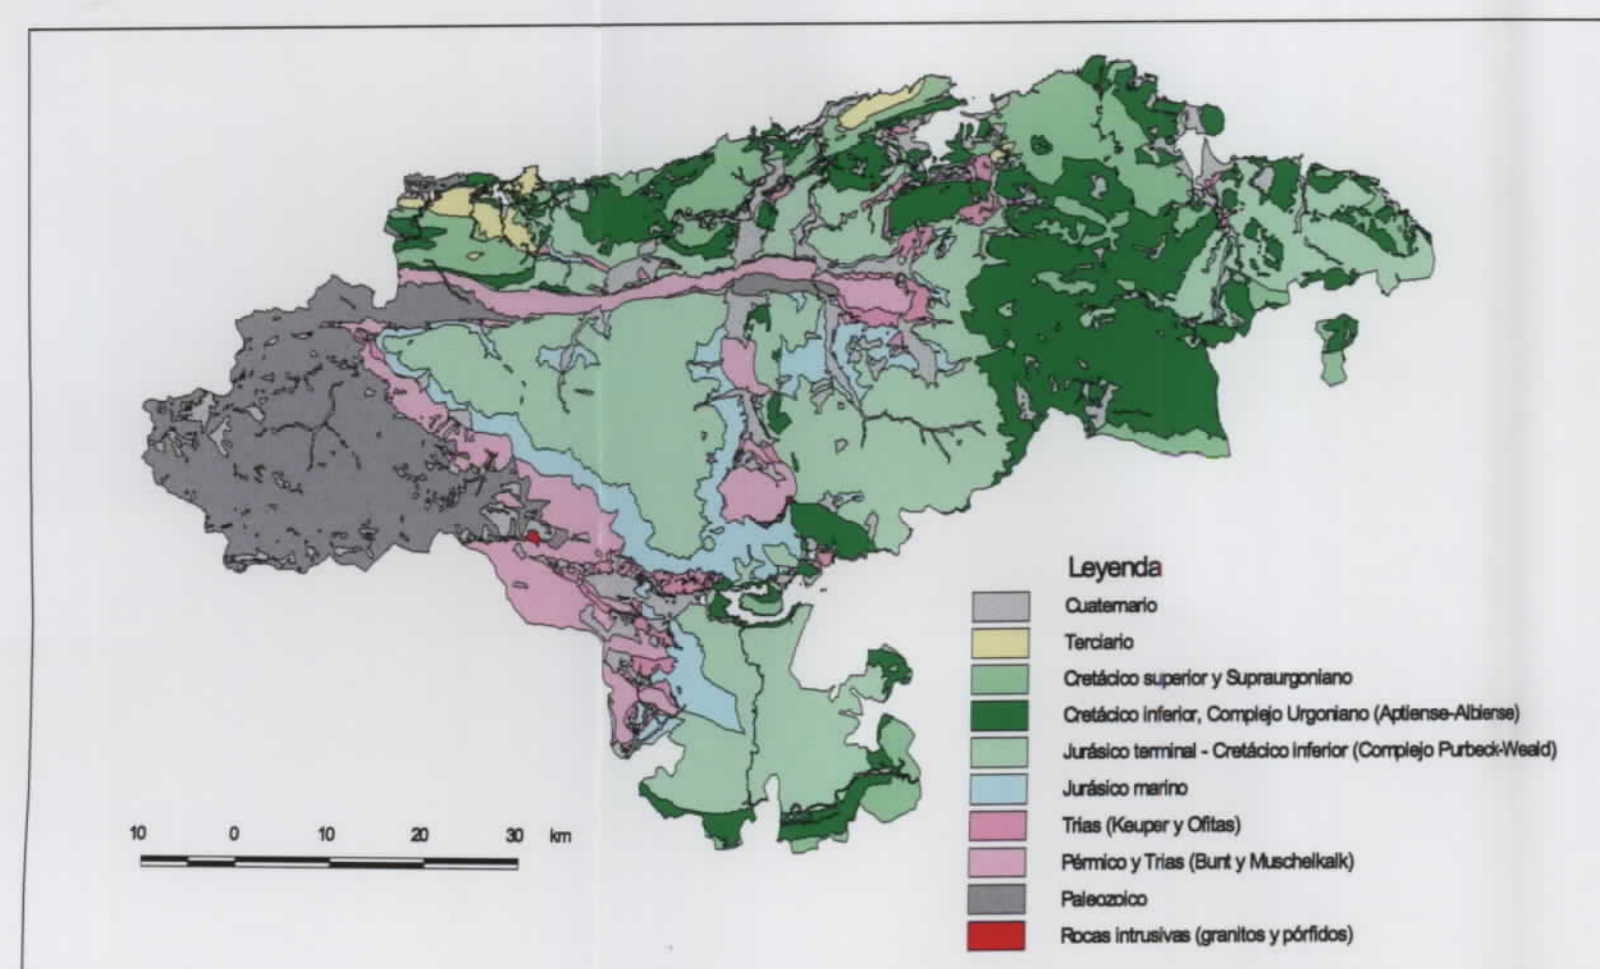 Leyenda
Cuaternario
Terciario
Cretácico superior y Supraurgoniano
Cretácico inferior, Complejo Urgoniano (Aptiense-Albiense)
Jurásico terminal - Cretácico inferior (Complejo Purbeck-Weald)
Jurásico marino
Trias (Keuper y Ofitas)
Pérmico y Trias (Bunt y Muschelkalk)
Paleozoico
Rocas intrusivas (granitos y pórfidos)
10 0 10 20 30 km